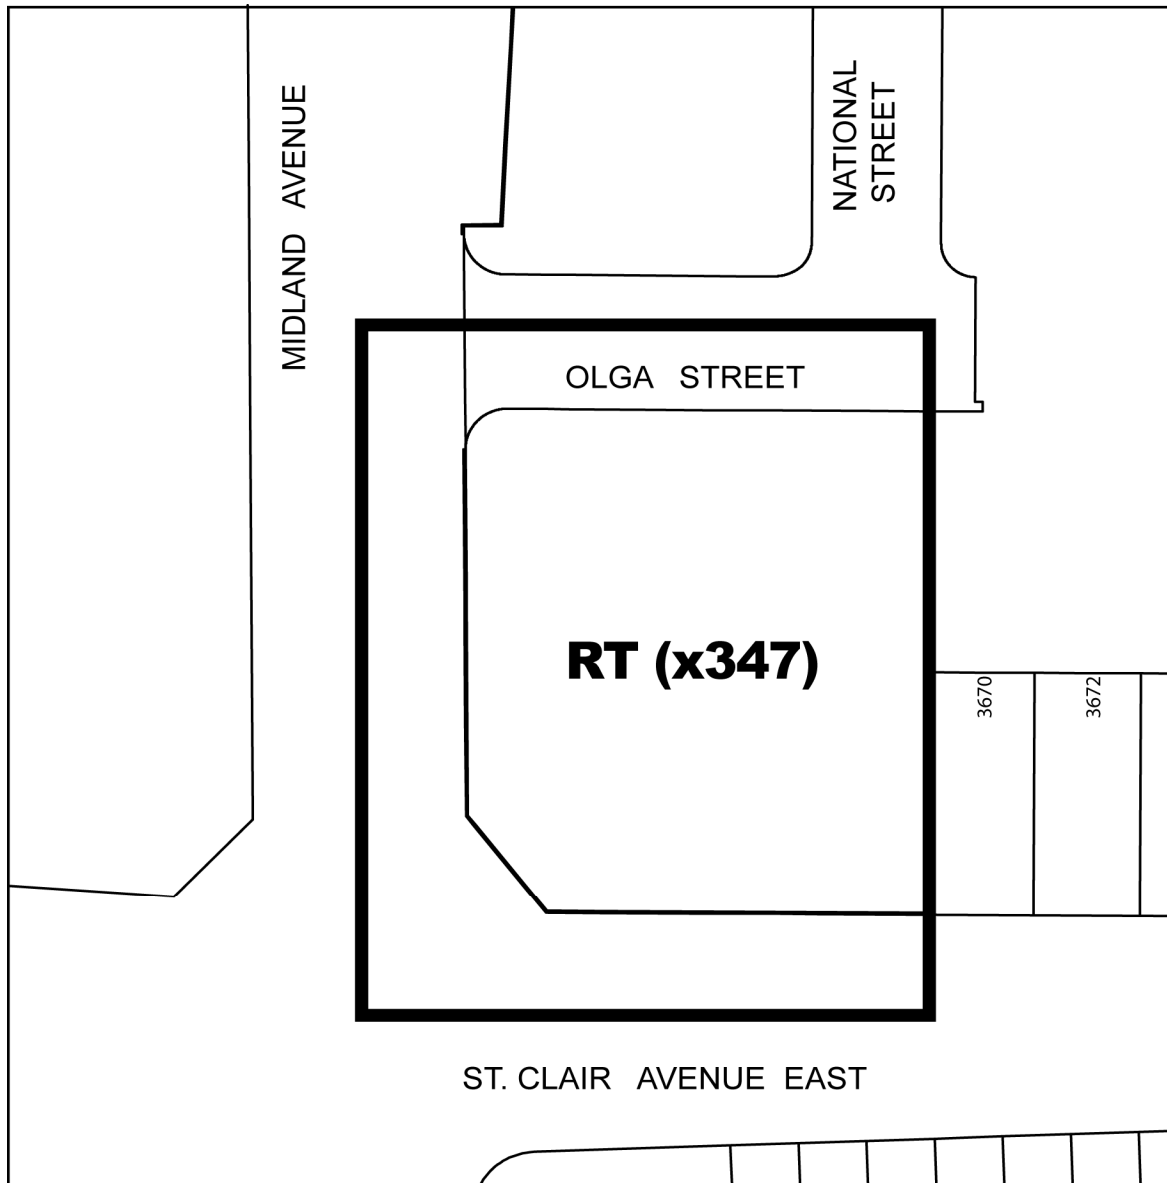 MIDLAND AVENUE
NATIONAL
STREET
OLGA STREET
RT (x347)
3670
3672
ST. CLAIR AVENUE EAST